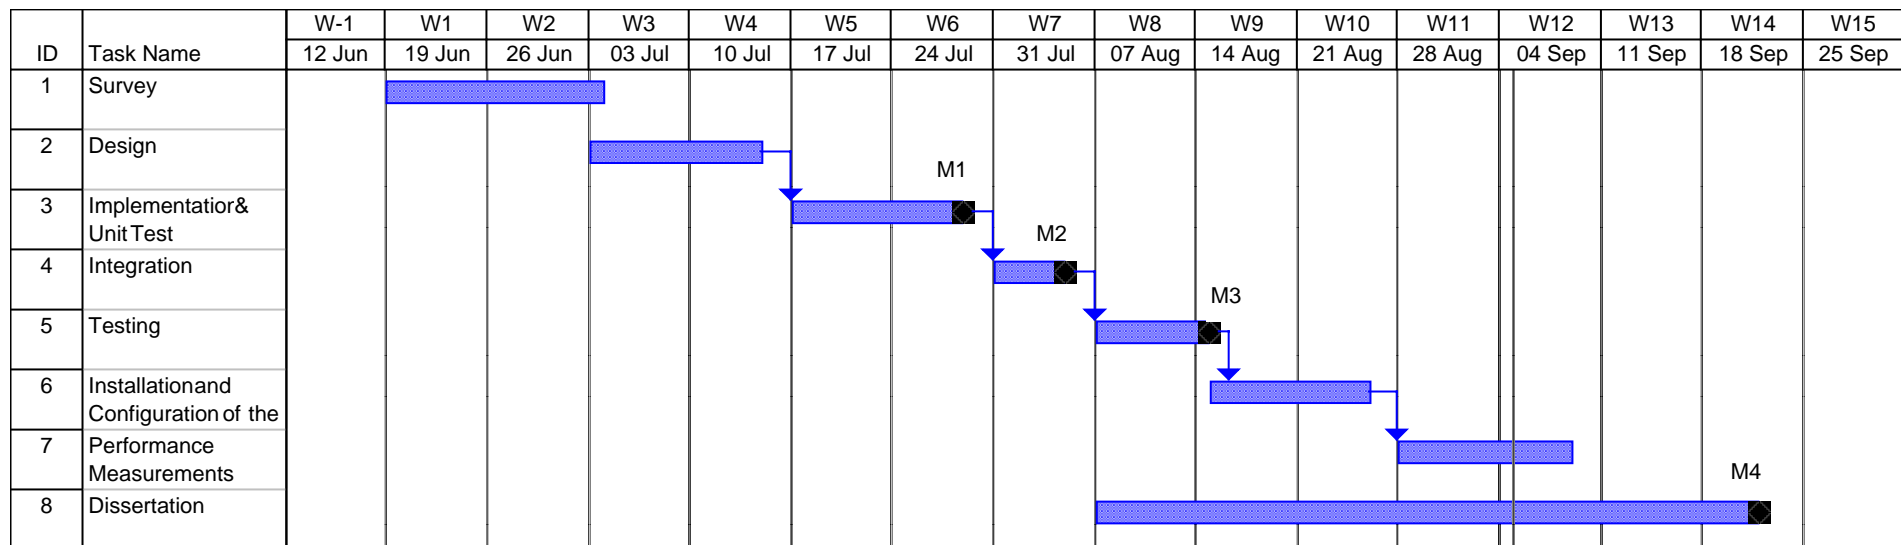 W-1 W1 W2 W3 W4 W5 W6 W7 W8 W9 W10 W11 W12 W13 W14 W15
ID Task Name 12 Jun 19 Jun 26 Jun 03 Jul 10 Jul 17 Jul 24 Jul 31 Jul 07 Aug 14 Aug 21 Aug 28 Aug 04 Sep 11 Sep 18 Sep 25 Sep
1 Survey
2 Design
M1
3 Implementatior&
UnitTest
M2
4 Integration
M3
5 Testing
6 Installationand
Configuration of the
7 Performance
Measurements
M4
8 Dissertation